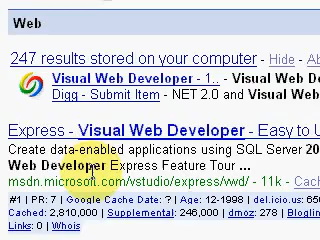 Web
247 results stored on your computer - Hide - Ab
Visual Web Developer - 1.. - Visual Web D
Digg - Submit Item - .NET 2.0 and Visual Web
Express - Visual Web Developer - Easy to U
Create data-enabled applications using SQL Server 20
Web Developer Express Feature Tour ...
msdn.microsoft.com/vstudio/express/vwd/ - 11k - Cach
#1 | PR: 7 | Google Cache Date: ? | Age: 12-1998 | del.icio.us: 65
Cached: 2,810,000 | Supplemental: 246,000 | dmoz: 278 | Bloglin
Links: 0 | Whois